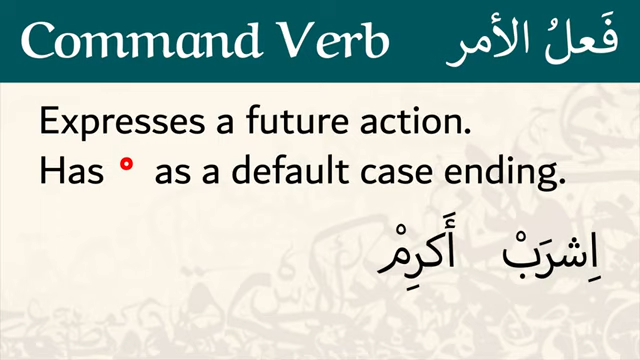 Command Verb فَعلُ الأمر
Expresses a future action.
Has ْ as a default case ending.
اِشرَبْ أَكرِمْ